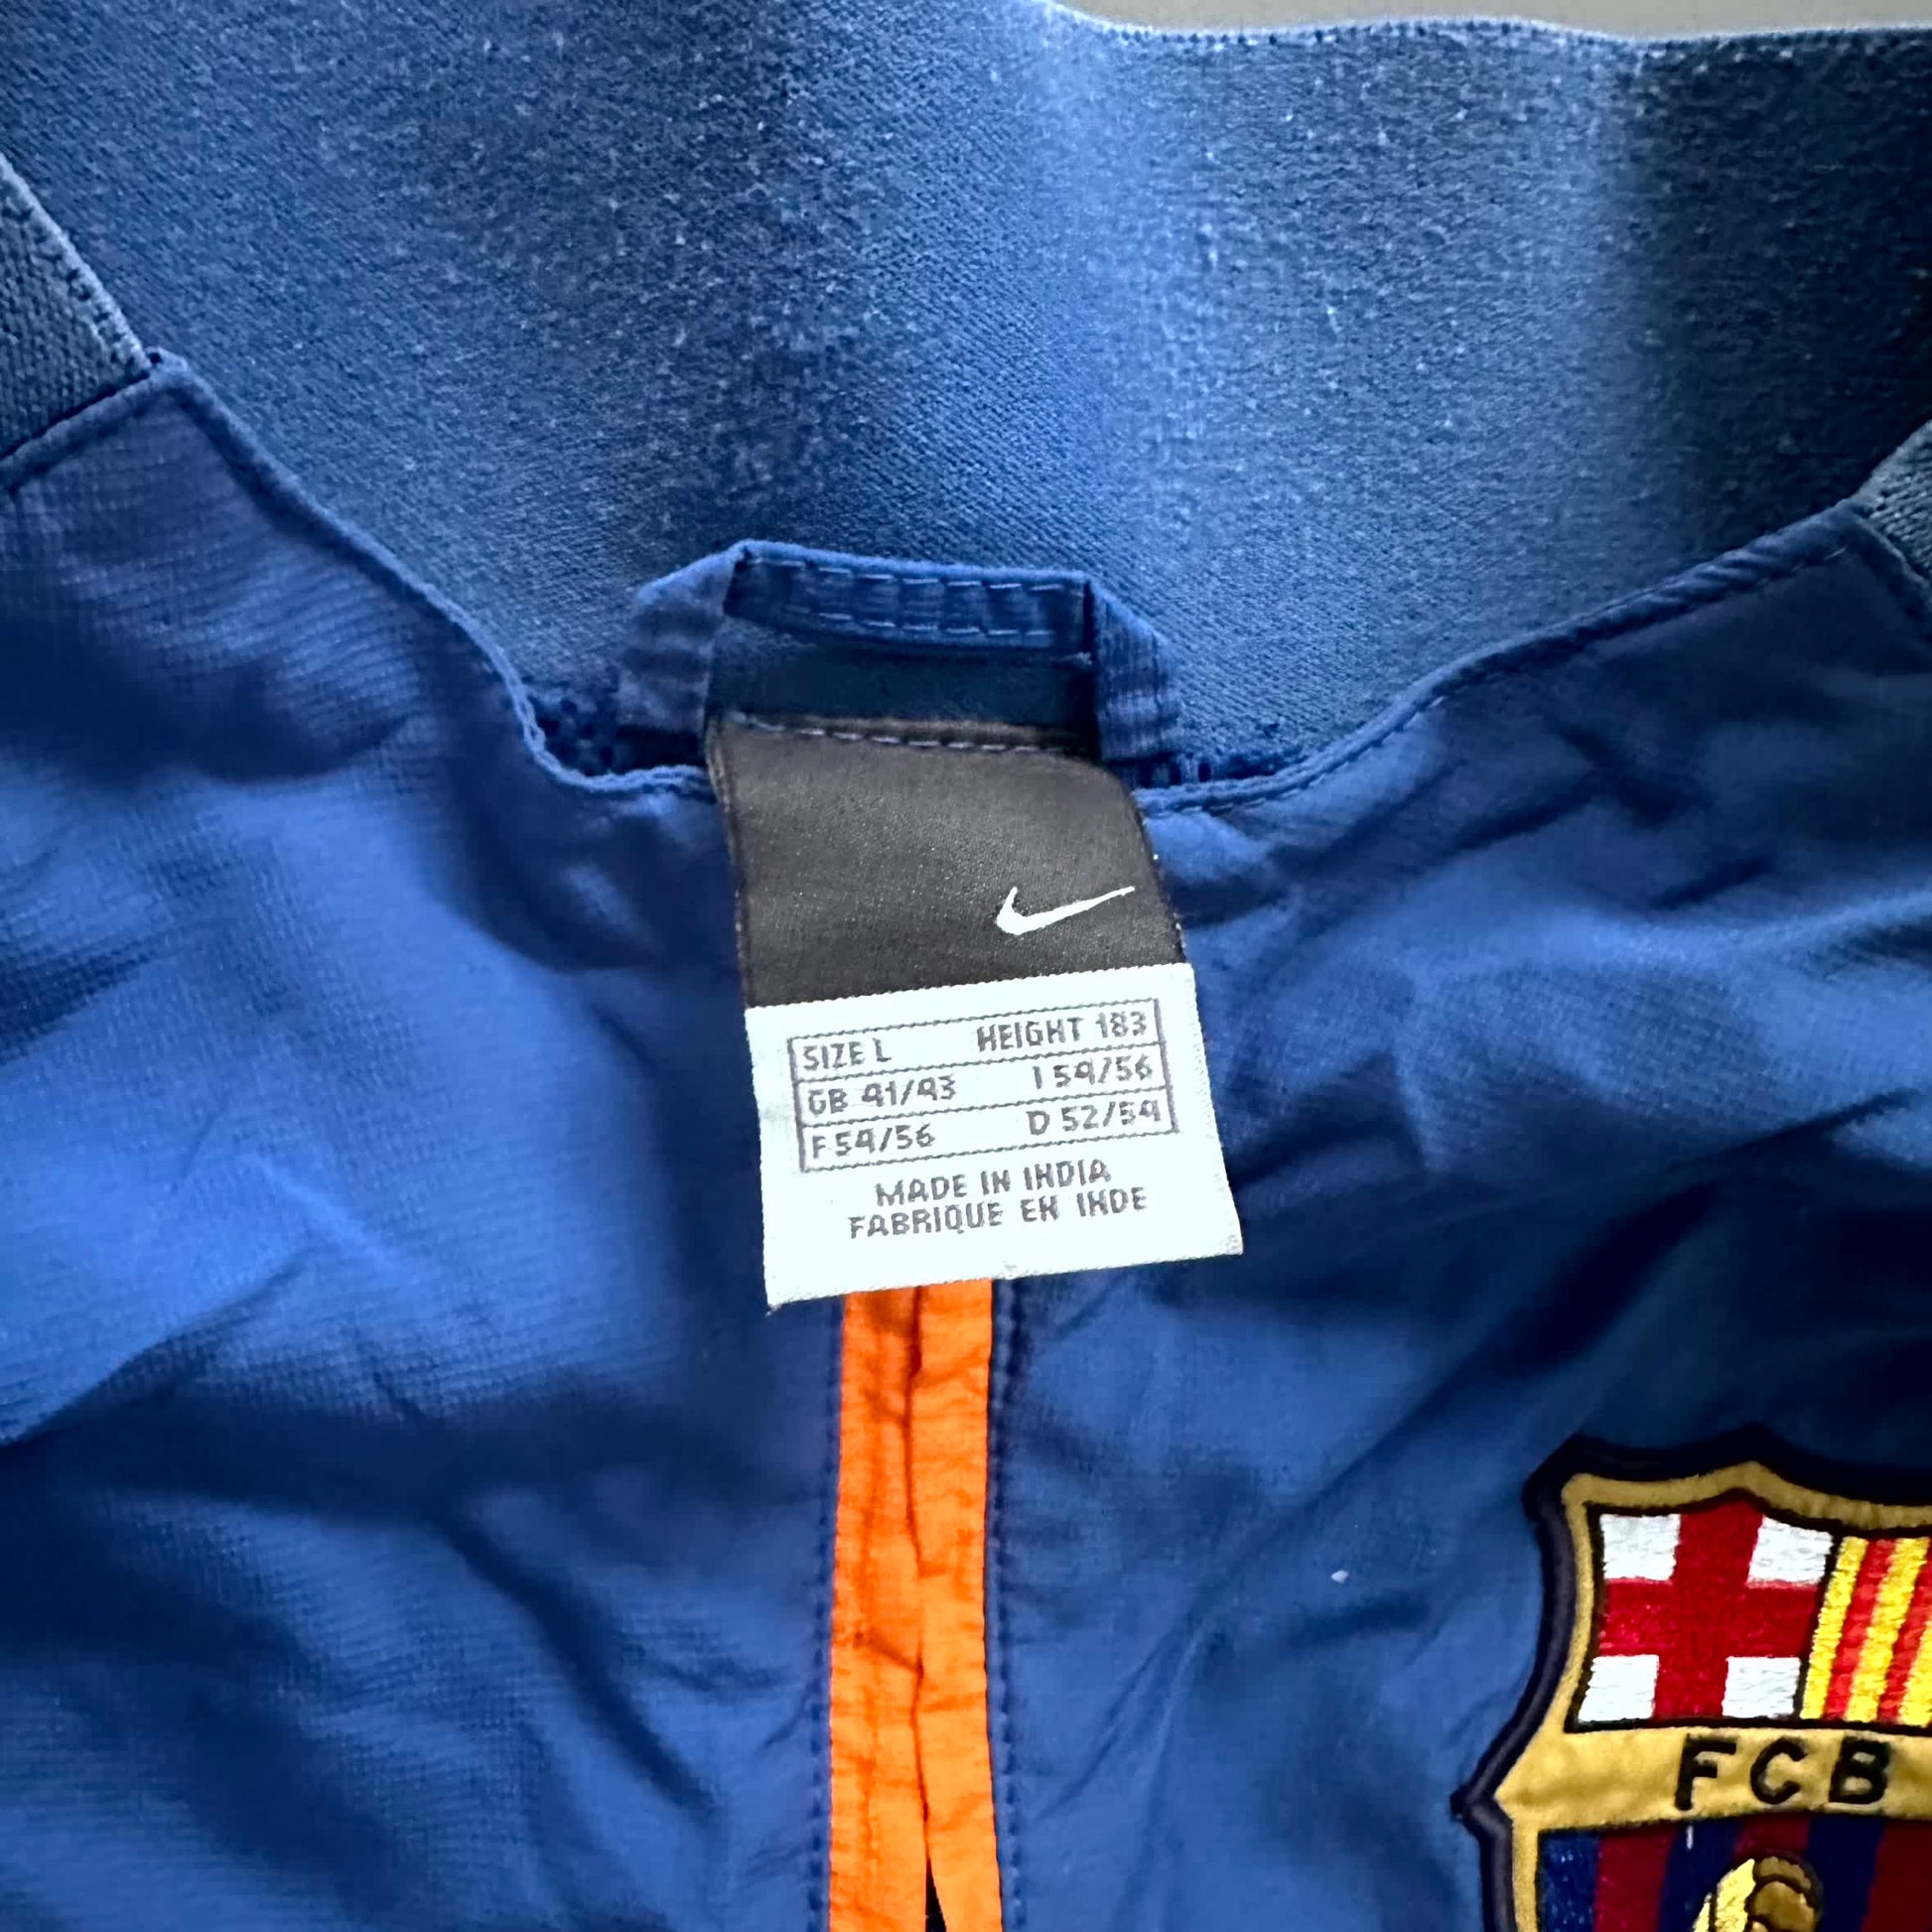 SIZE L HEIGHT 183
GB 41/43 I 54/56
F 54/56 D 52/54
MADE IN INDIA
FABRIQUE EN INDE
FCB